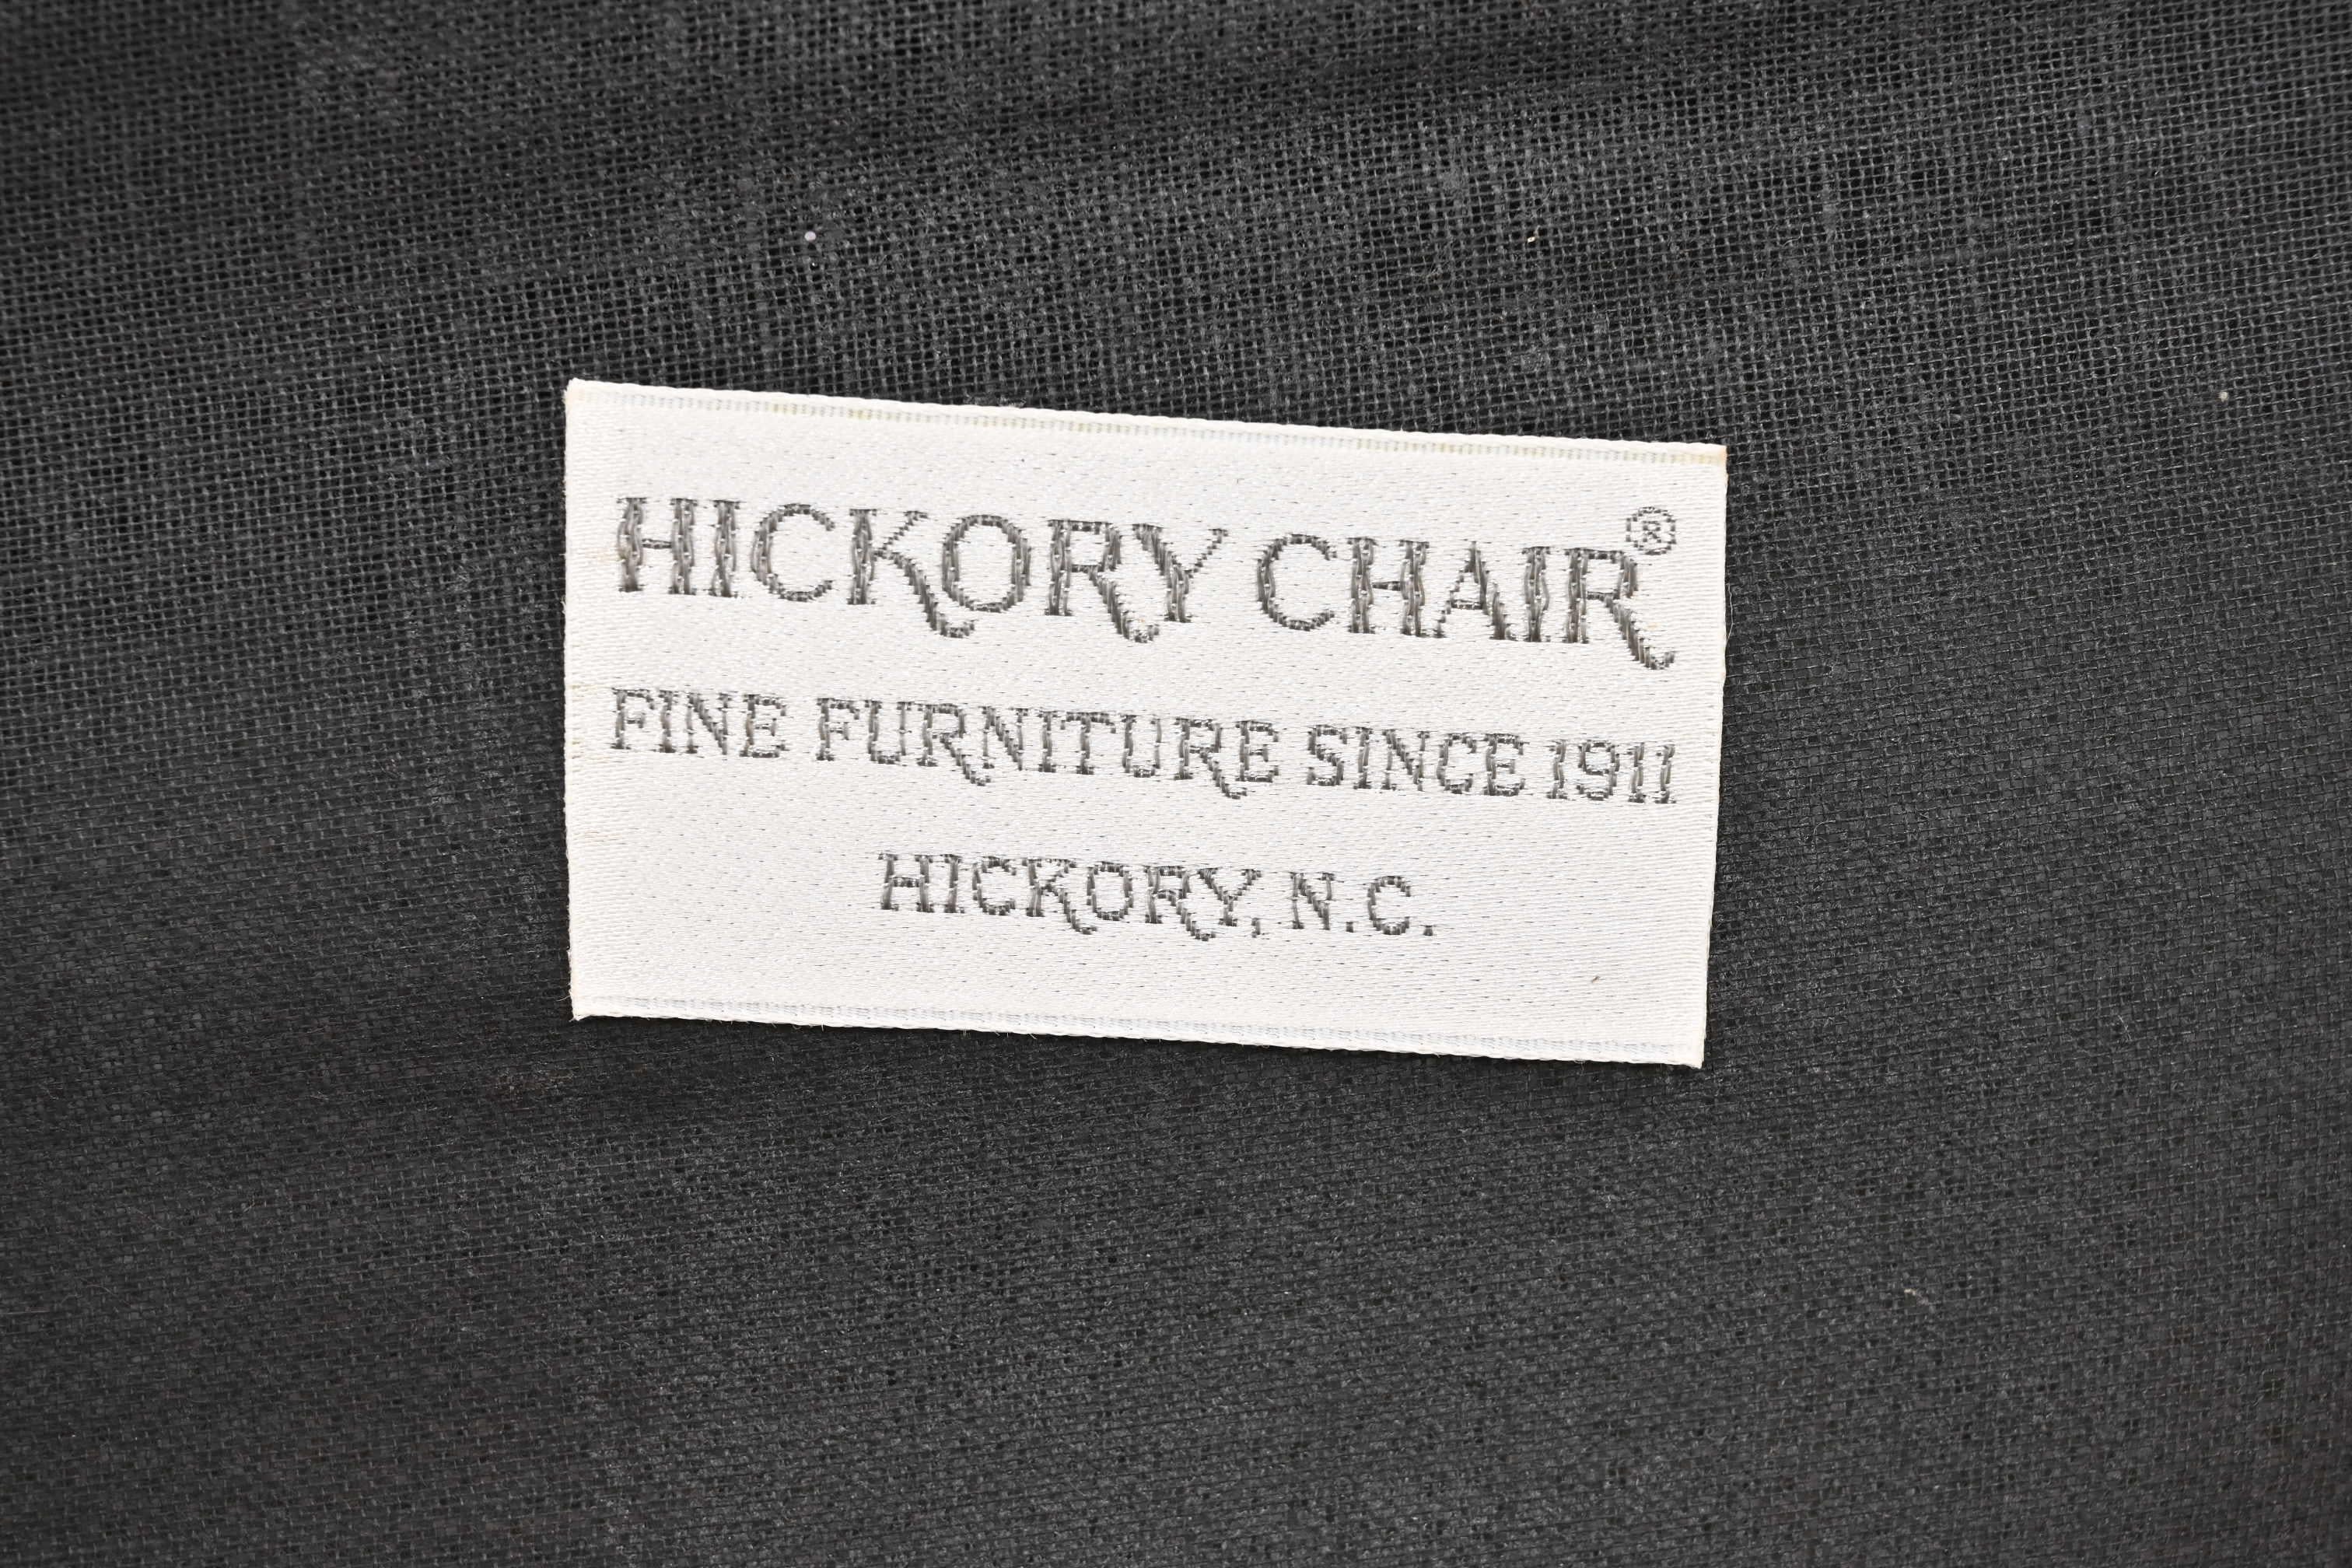 HICKORY CHAIR®
FINE FURNITURE SINCE 1911
HICKORY, N.C.